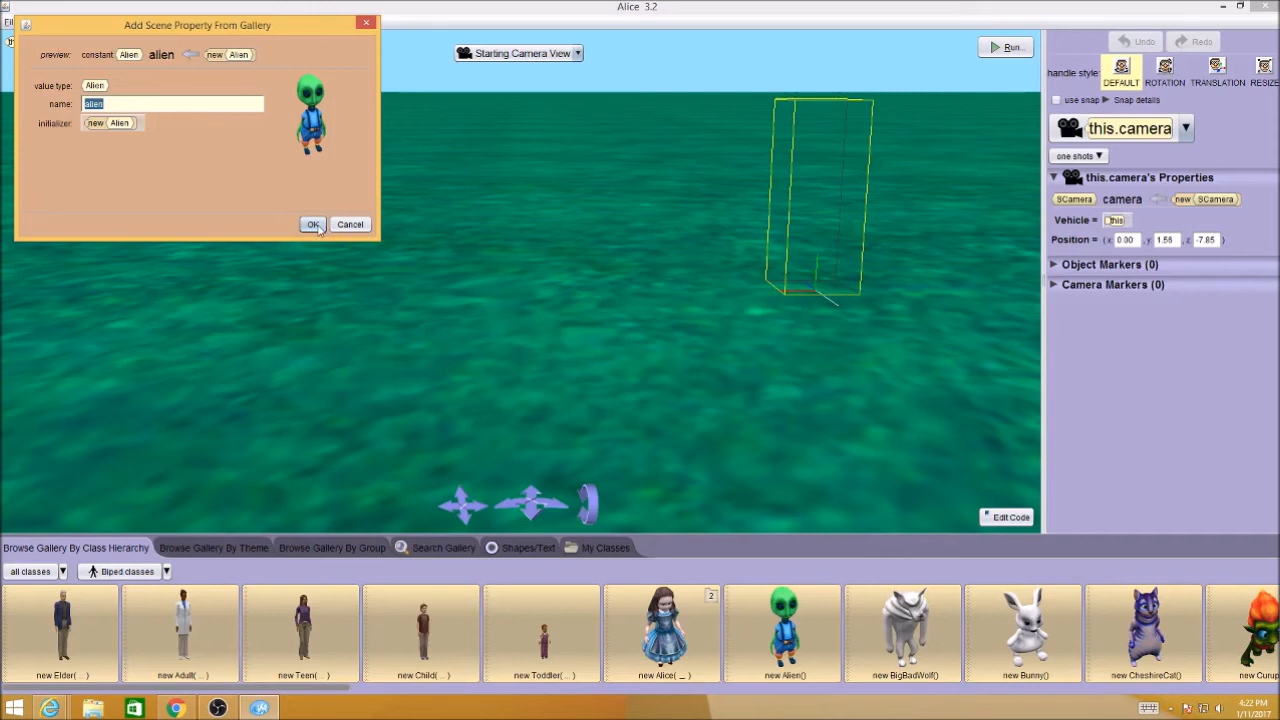 Alice 3.2
Add Scene Property From Gallery
preview: constant Alien alien new Alien
value type: Alien
name: alien
initializer: new Alien
OK Cancel
Starting Camera View
Run...
Undo Redo
handle style:
DEFAULT ROTATION TRANSLATION RESIZE
use snap Snap details
this.camera
one shots
this.camera's Properties
SCamera camera new SCamera
Vehicle = this
Position = ( x: 0.00 , y: 1.56 , z: -7.85 )
Object Markers (0)
Camera Markers (0)
Edit Code
Browse Gallery By Class Hierarchy Browse Gallery By Theme Browse Gallery By Group Search Gallery Shapes/Text My Classes
all classes Biped classes
2
new Elder( ... ) new Adult( ... ) new Teen( ... ) new Child( ... ) new Toddler( ... ) new Alice( ... ) new Alien() new BigBadWolf() new Bunny() new CheshireCat() new Curup
4:22 PM
1/11/2017